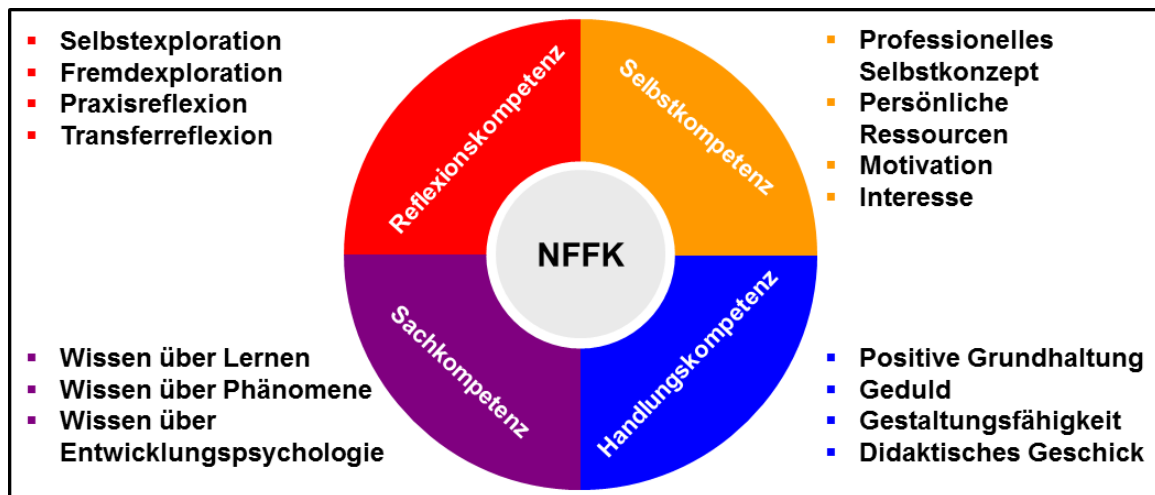 ▪ Selbstexploration
▪ Fremdexploration
▪ Praxisreflexion
▪ Transferreflexion
Reflexionskompetenz
Selbstkompetenz
▪ Professionelles
Selbstkonzept
▪ Persönliche
Ressourcen
▪ Motivation
▪ Interesse
NFFK
▪ Wissen über Lernen
▪ Wissen über Phänomene
▪ Wissen über
Entwicklungspsychologie
Sachkompetenz
Handlungskompetenz
▪ Positive Grundhaltung
▪ Geduld
▪ Gestaltungsfähigkeit
▪ Didaktisches Geschick